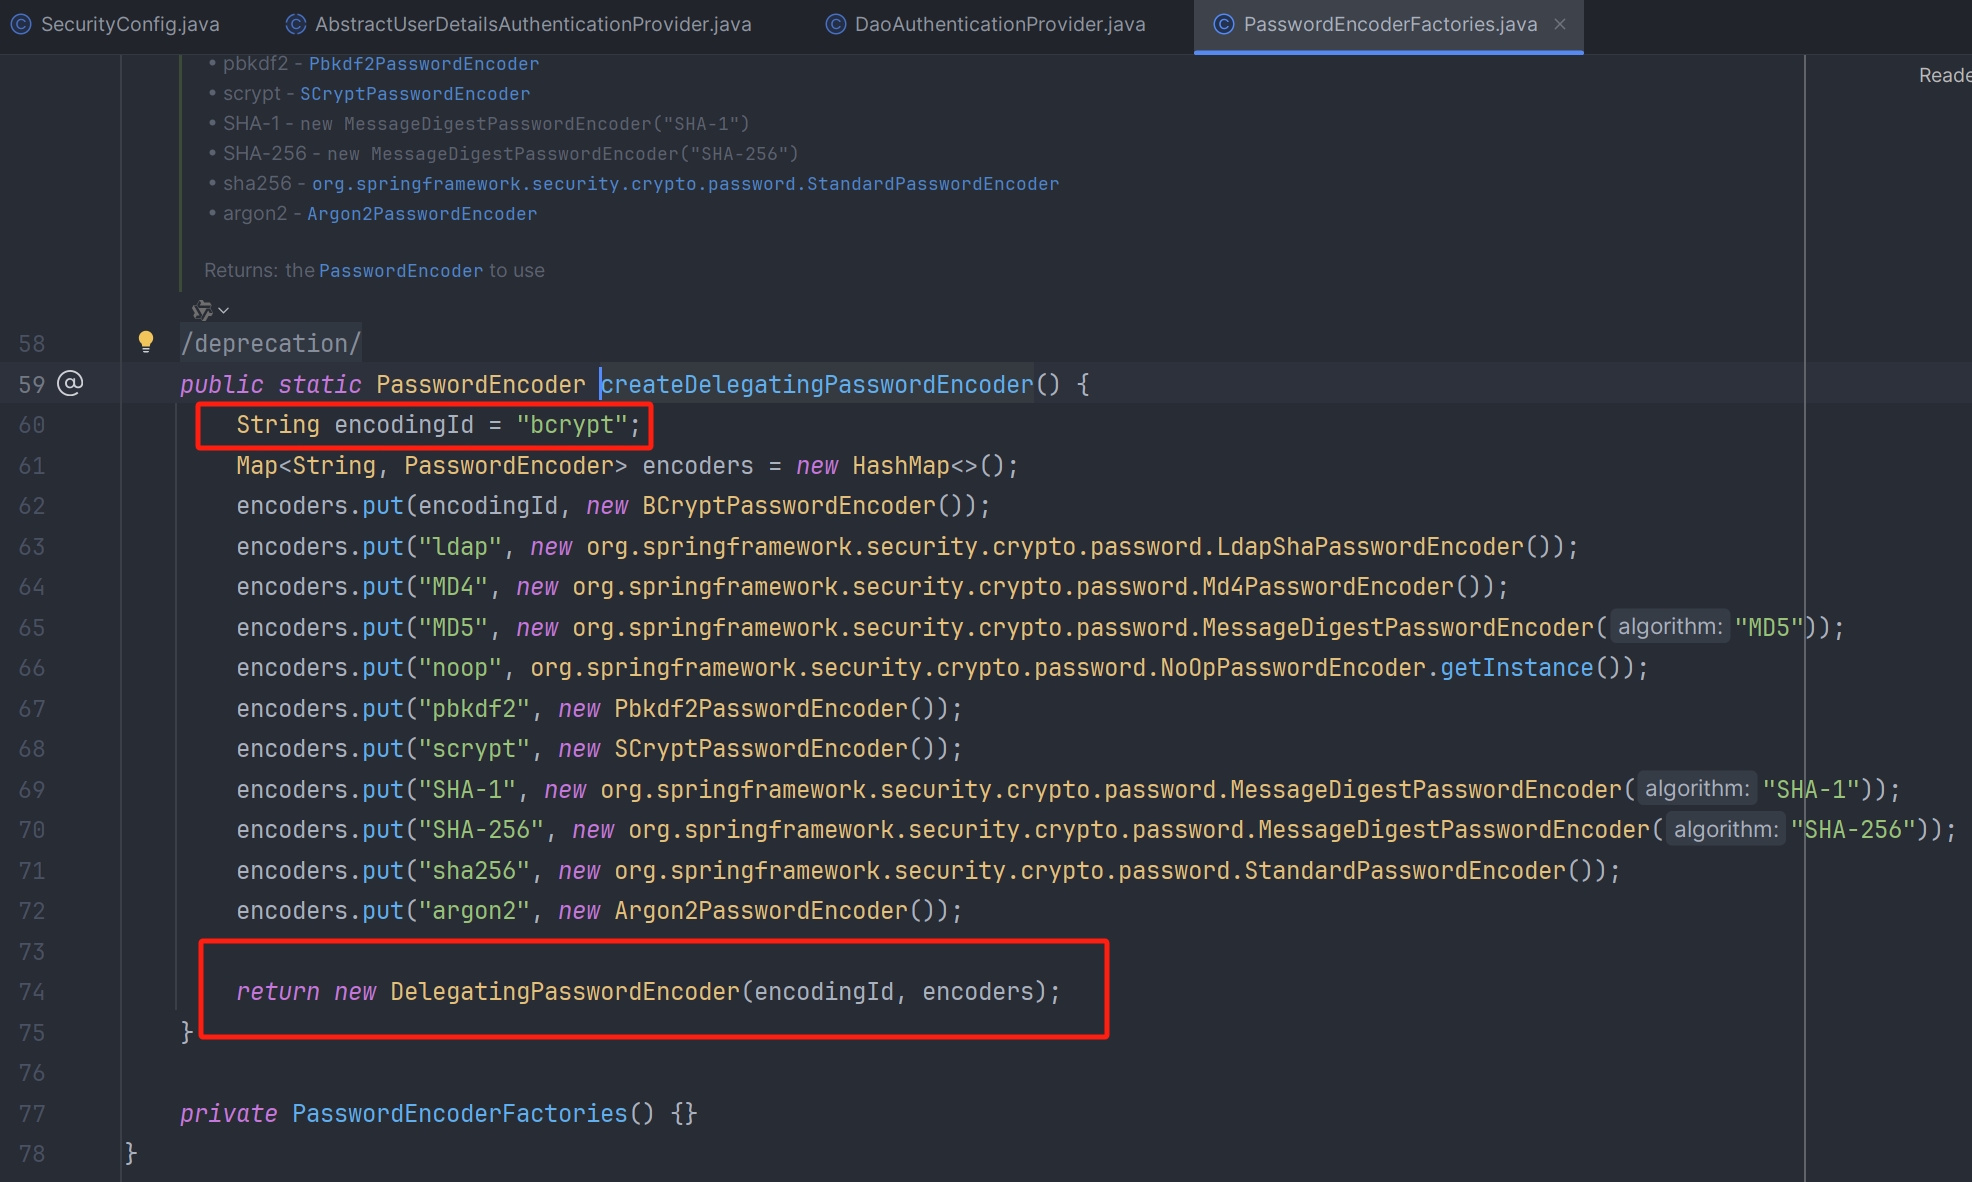 SecurityConfig.java AbstractUserDetailsAuthenticationProvider.java DaoAuthenticationProvider.java PasswordEncoderFactories.java
• pbkdf2 - Pbkdf2PasswordEncoder
Reade
• scrypt - SCryptPasswordEncoder
• SHA-1 - new MessageDigestPasswordEncoder("SHA-1")
• SHA-256 - new MessageDigestPasswordEncoder("SHA-256")
• sha256 - org.springframework.security.crypto.password.StandardPasswordEncoder
• argon2 - Argon2PasswordEncoder
Returns: the PasswordEncoder to use
58 /deprecation/
59 @ public static PasswordEncoder createDelegatingPasswordEncoder() {
60 String encodingId = "bcrypt";
61 Map<String, PasswordEncoder> encoders = new HashMap<>();
62 encoders.put(encodingId, new BCryptPasswordEncoder());
63 encoders.put("ldap", new org.springframework.security.crypto.password.LdapShaPasswordEncoder());
64 encoders.put("MD4", new org.springframework.security.crypto.password.Md4PasswordEncoder());
65 encoders.put("MD5", new org.springframework.security.crypto.password.MessageDigestPasswordEncoder( algorithm: "MD5"));
66 encoders.put("noop", org.springframework.security.crypto.password.NoOpPasswordEncoder.getInstance());
67 encoders.put("pbkdf2", new Pbkdf2PasswordEncoder());
68 encoders.put("scrypt", new SCryptPasswordEncoder());
69 encoders.put("SHA-1", new org.springframework.security.crypto.password.MessageDigestPasswordEncoder( algorithm: "SHA-1"));
70 encoders.put("SHA-256", new org.springframework.security.crypto.password.MessageDigestPasswordEncoder( algorithm: "SHA-256"));
71 encoders.put("sha256", new org.springframework.security.crypto.password.StandardPasswordEncoder());
72 encoders.put("argon2", new Argon2PasswordEncoder());
73
74 return new DelegatingPasswordEncoder(encodingId, encoders);
75 }
76
77 private PasswordEncoderFactories() {}
78 }